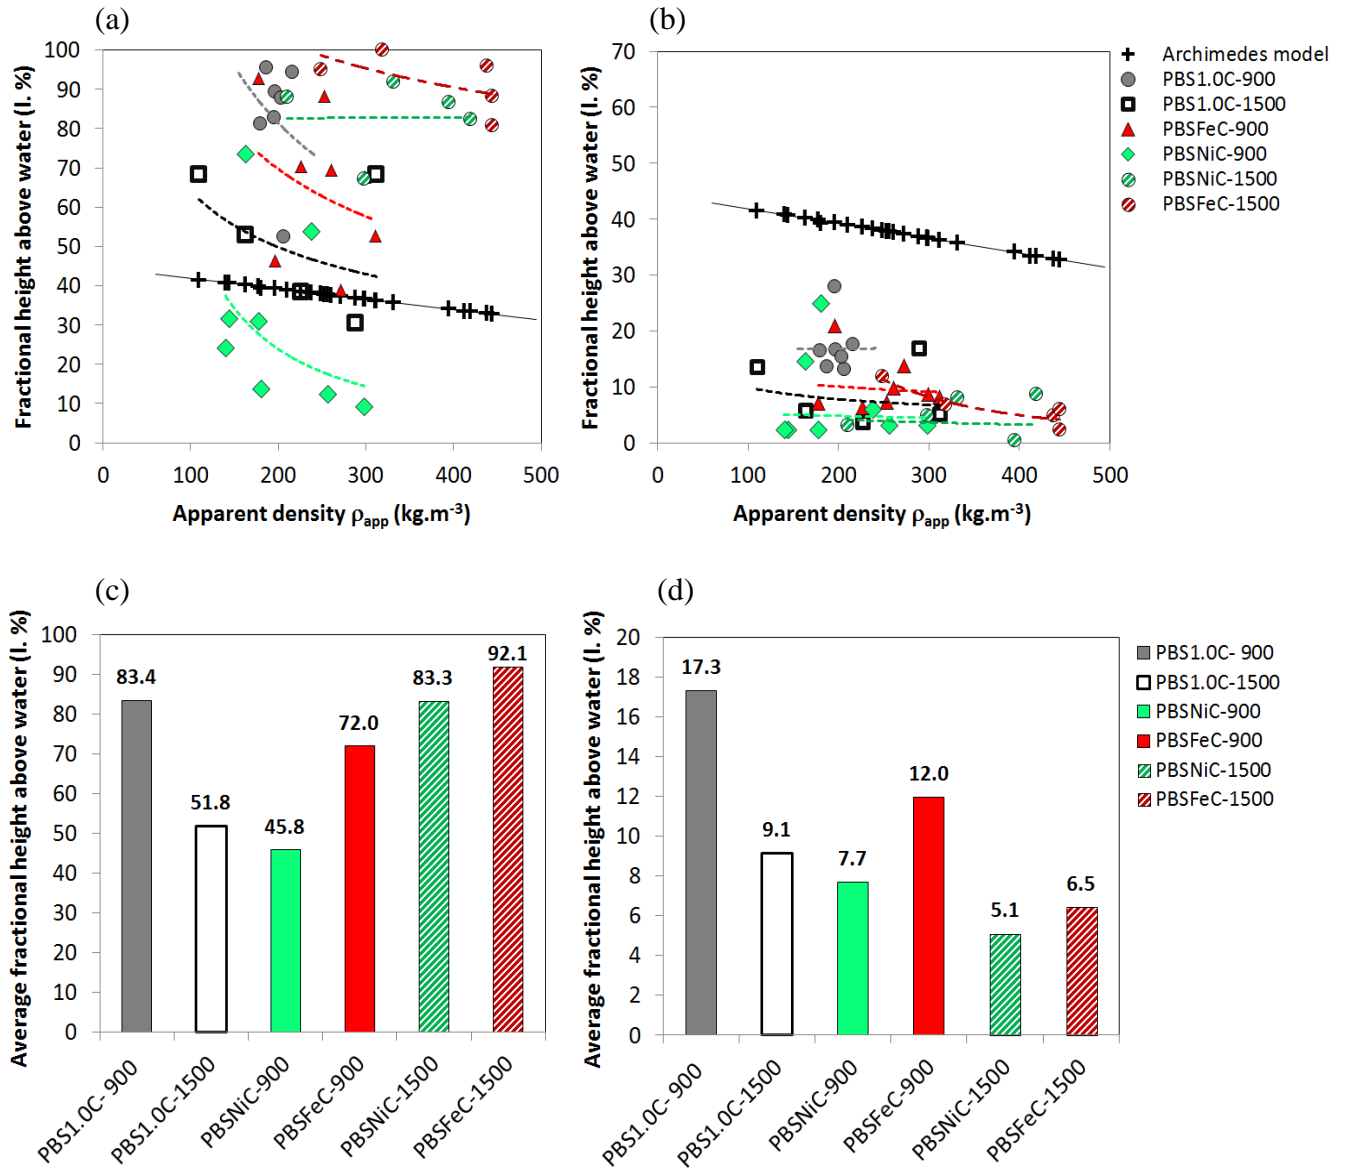 (a)
(b)
Fractional height above water (l. %)
100
90
80
70
60
50
40
30
20
10
0
0 100 200 300 400 500
Apparent density ρapp (kg.m-3)
Fractional height above water (l. %)
70
60
50
40
30
20
10
0
0 100 200 300 400 500
Apparent density ρapp (kg.m-3)
Archimedes model
PBS1.0C-900
PBS1.0C-1500
PBSFeC-900
PBSNiC-900
PBSNiC-1500
PBSFeC-1500
(c)
(d)
Average fractional height above water (l. %)
100
90
80
70
60
50
40
30
20
10
0
83.4
51.8
45.8
72.0
83.3
92.1
PBS1.0C- 900
PBS1.0C-1500
PBSNiC-900
PBSFeC-900
PBSNiC-1500
PBSFeC-1500
Average fractional height above water (l. %)
20
18
16
14
12
10
8
6
4
2
0
17.3
9.1
7.7
12.0
5.1
6.5
PBS1.0C- 900
PBS1.0C-1500
PBSNiC-900
PBSFeC-900
PBSNiC-1500
PBSFeC-1500
PBS1.0C- 900
PBS1.0C-1500
PBSNiC-900
PBSFeC-900
PBSNiC-1500
PBSFeC-1500